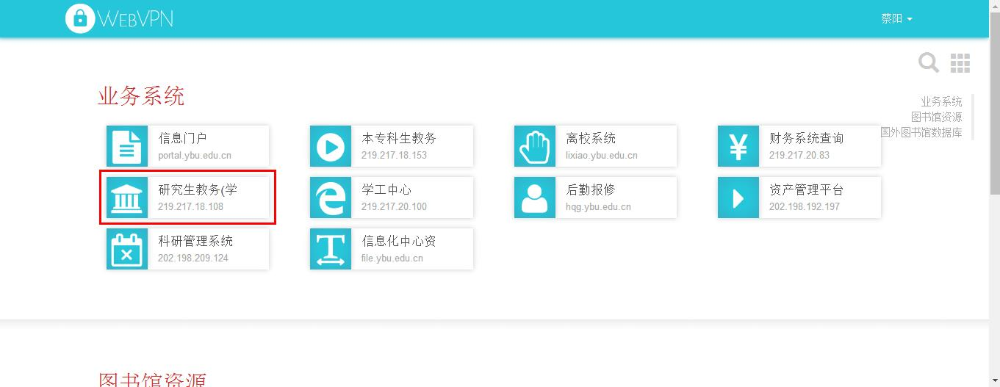 WEBVPN
蔡阳
业务系统
图书馆资源
国外图书馆数据库
业务系统
信息门户
portal.ybu.edu.cn
本专科生教务
219.217.18.153
离校系统
lixiao.ybu.edu.cn
财务系统查询
219.217.20.83
研究生教务(学
219.217.18.108
学工中心
219.217.20.100
后勤报修
hqg.ybu.edu.cn
资产管理平台
202.198.192.197
科研管理系统
202.198.209.124
信息化中心资
file.ybu.edu.cn
图书馆资源